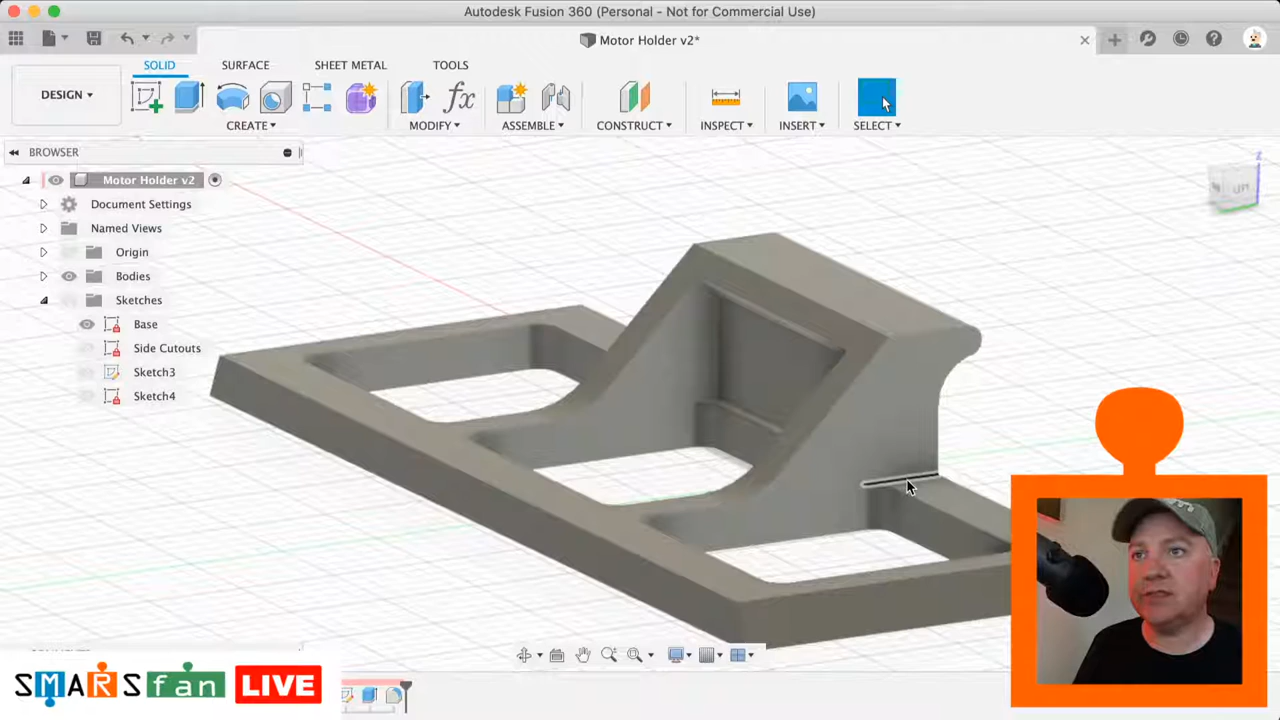 Autodesk Fusion 360 (Personal - Not for Commercial Use)
Motor Holder v2*
SOLID SURFACE SHEET METAL TOOLS
DESIGN
CREATE MODIFY ASSEMBLE CONSTRUCT INSPECT INSERT SELECT
BROWSER
Motor Holder v2
Document Settings
Named Views
Origin
Bodies
Sketches
Base
Side Cutouts
Sketch3
Sketch4
SMARS fan LIVE